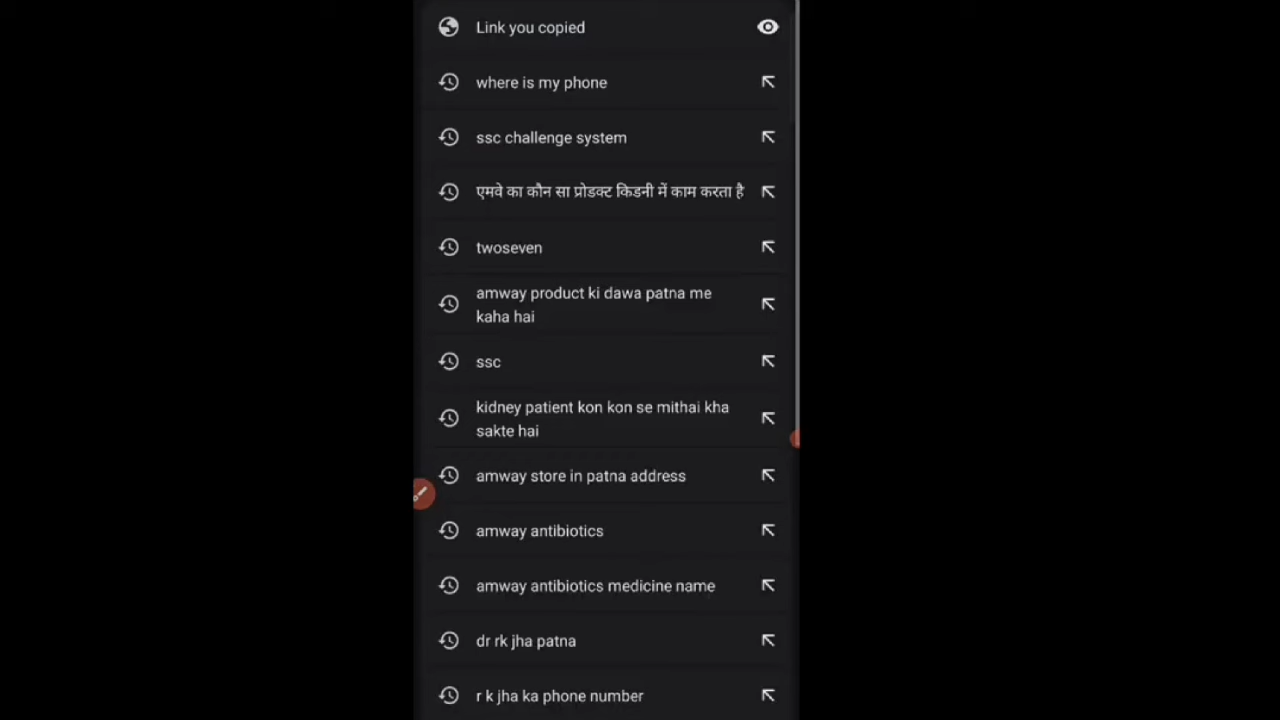 Link you copied
where is my phone
ssc challenge system
एमवे का कौन सा प्रोडक्ट किडनी में काम करता है
twoseven
amway product ki dawa patna me
kaha hai
ssc
kidney patient kon kon se mithai kha
sakte hai
amway store in patna address
amway antibiotics
amway antibiotics medicine name
dr rk jha patna
r k jha ka phone number